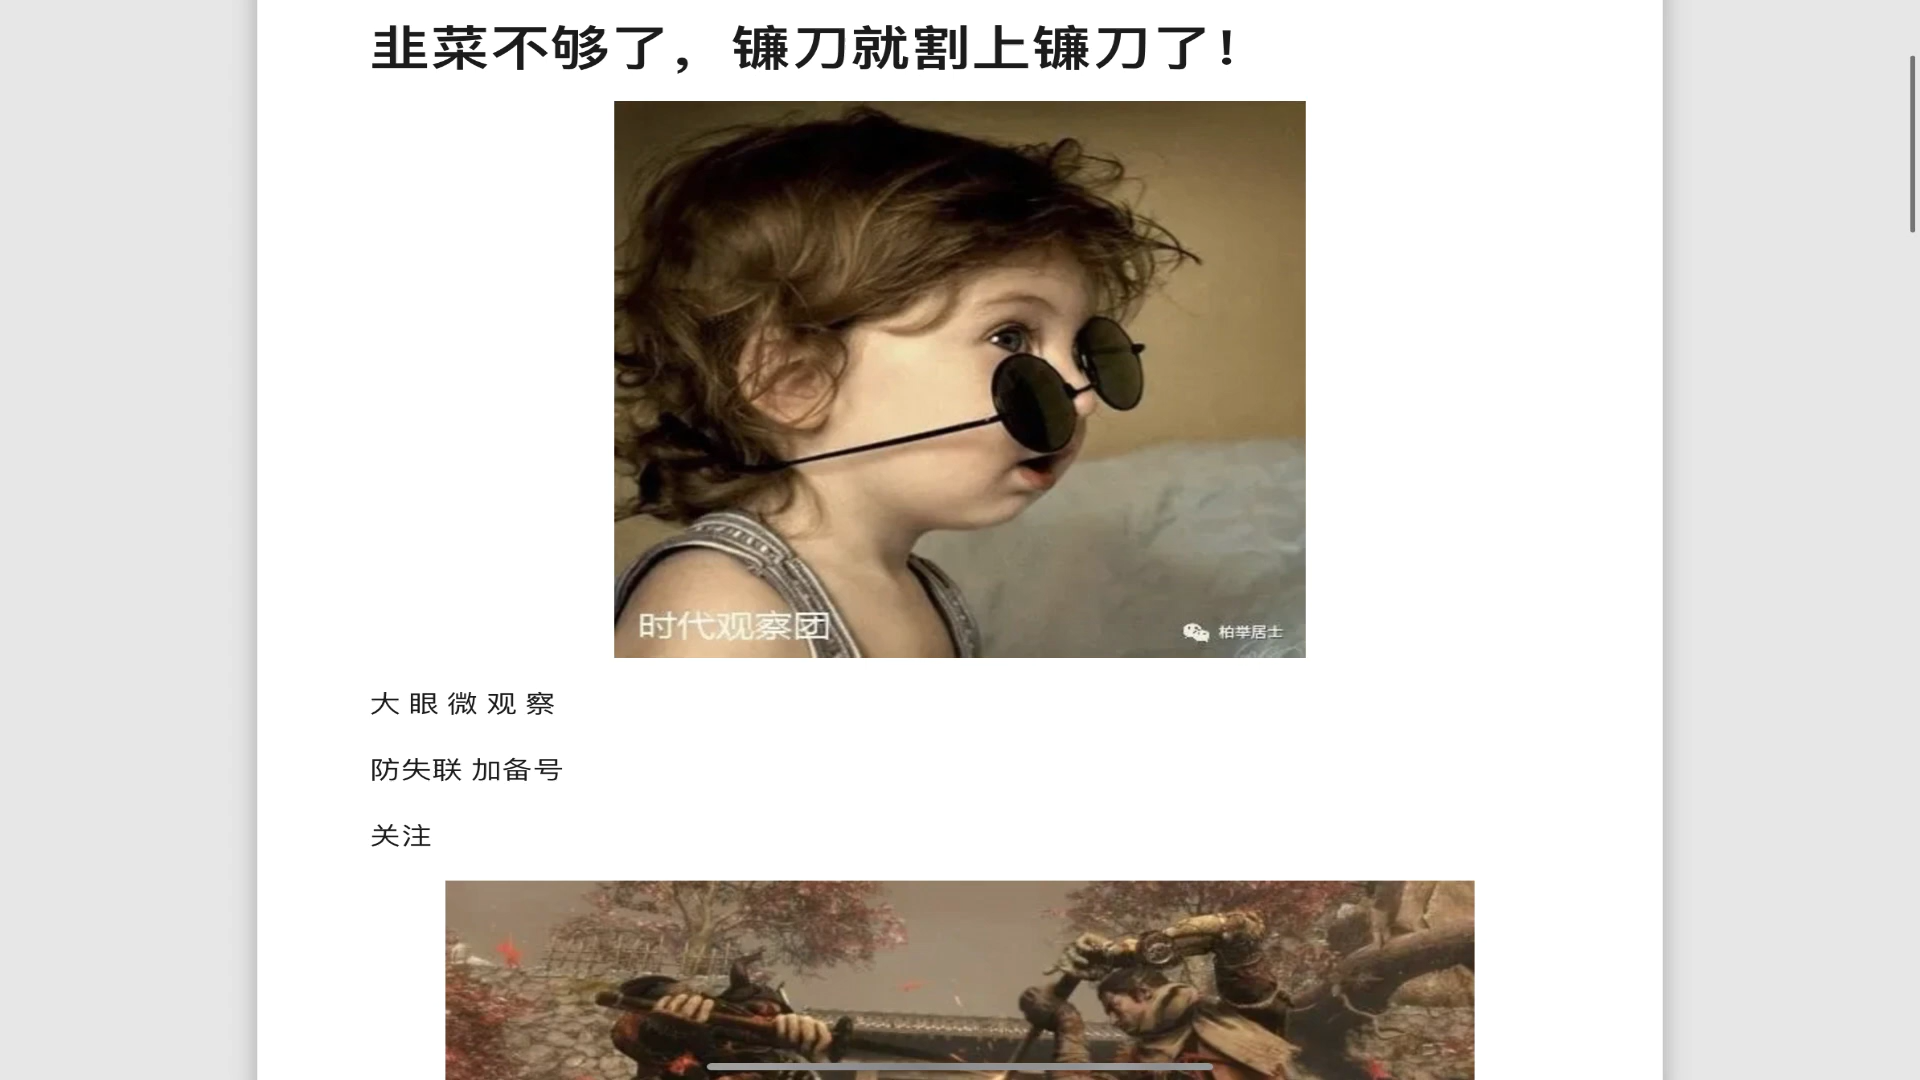 韭菜不够了，镰刀就割上镰刀了！
时代观察团
柏举居士
大 眼 微 观 察
防失联 加备号
关注